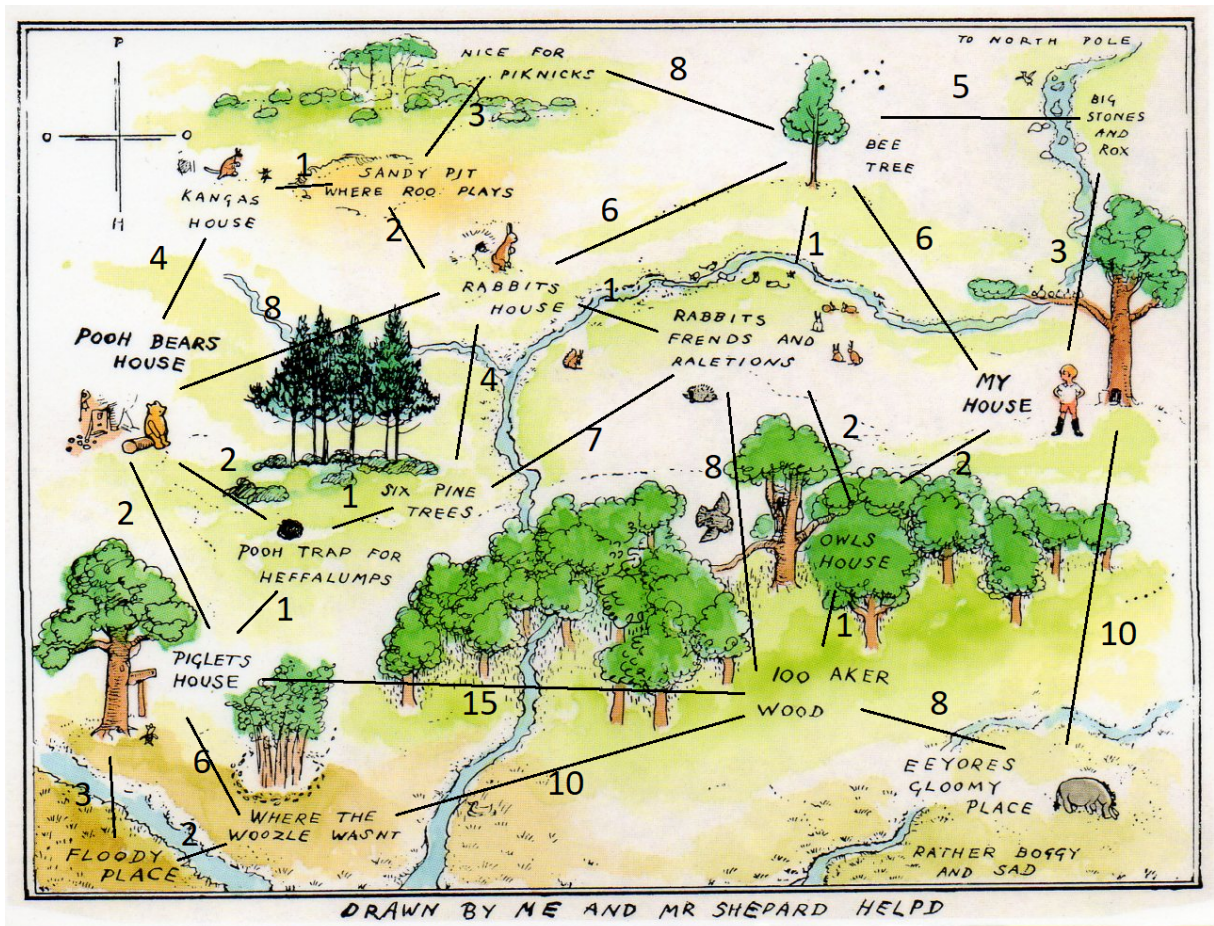 P
O
O
H
TO NORTH POLE
NICE FOR
PIKNICKS
8
5
BIG
STONES
AND
ROX
3
BEE
TREE
1
SANDY PIT
WHERE ROO PLAYS
KANGAS
HOUSE
6
2
4
1
6
3
RABBITS
HOUSE
8
1
RABBITS
FRENDS AND
RALETIONS
POOH BEARS
HOUSE
4
MY
HOUSE
2
7
2
8
2
1
SIX PINE
TREES
2
POOH TRAP FOR
HEFFALUMPS
OWLS
HOUSE
1
1
10
PIGLETS
HOUSE
100 AKER
WOOD
15
8
6
10
EEYORES
GLOOMY
PLACE
3
WHERE THE
WOOZLE WASNT
2
FLOODY
PLACE
RATHER BOGGY
AND SAD
DRAWN BY ME AND MR SHEPARD HELPD